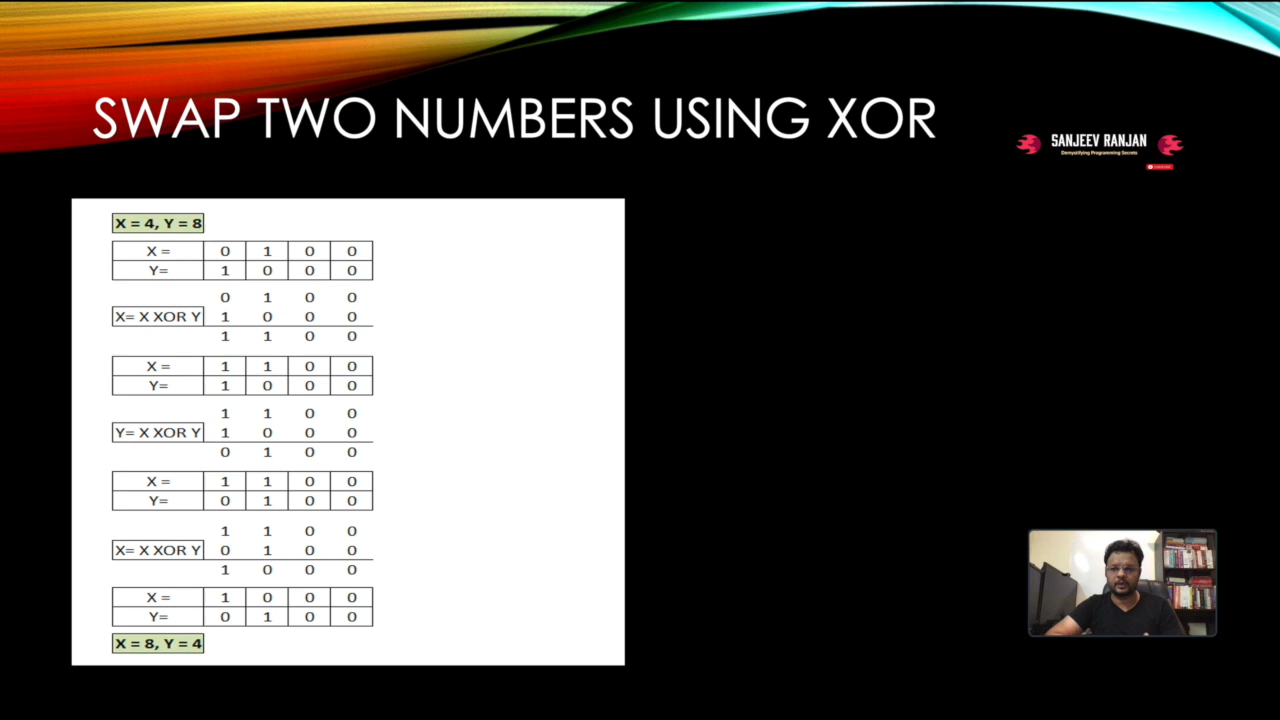 SWAP TWO NUMBERS USING XOR
SANJEEV RANJAN
Demystifying Programming Secrets
SUBSCRIBE
X = 4, Y = 8
X = 0 1 0 0
Y= 1 0 0 0
0 1 0 0
X= X XOR Y 1 0 0 0
1 1 0 0
X = 1 1 0 0
Y= 1 0 0 0
1 1 0 0
Y= X XOR Y 1 0 0 0
0 1 0 0
X = 1 1 0 0
Y= 0 1 0 0
1 1 0 0
X= X XOR Y 0 1 0 0
1 0 0 0
X = 1 0 0 0
Y= 0 1 0 0
X = 8, Y = 4